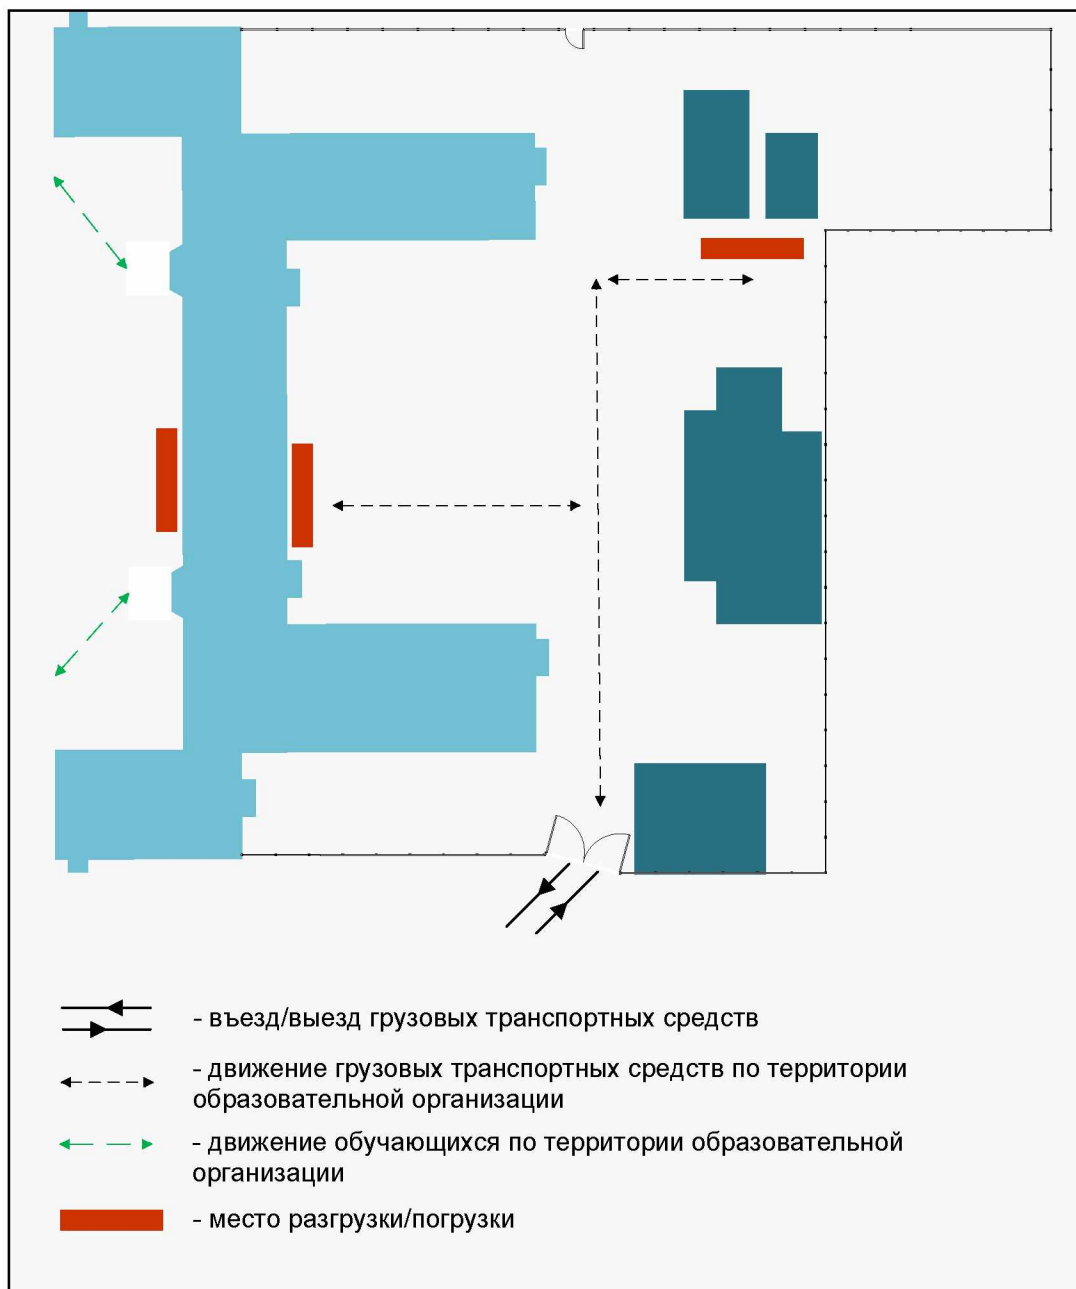 - въезд/выезд грузовых транспортных средств
- движение грузовых транспортных средств по территории
образовательной организации
- движение обучающихся по территории образовательной
организации
- место разгрузки/погрузки